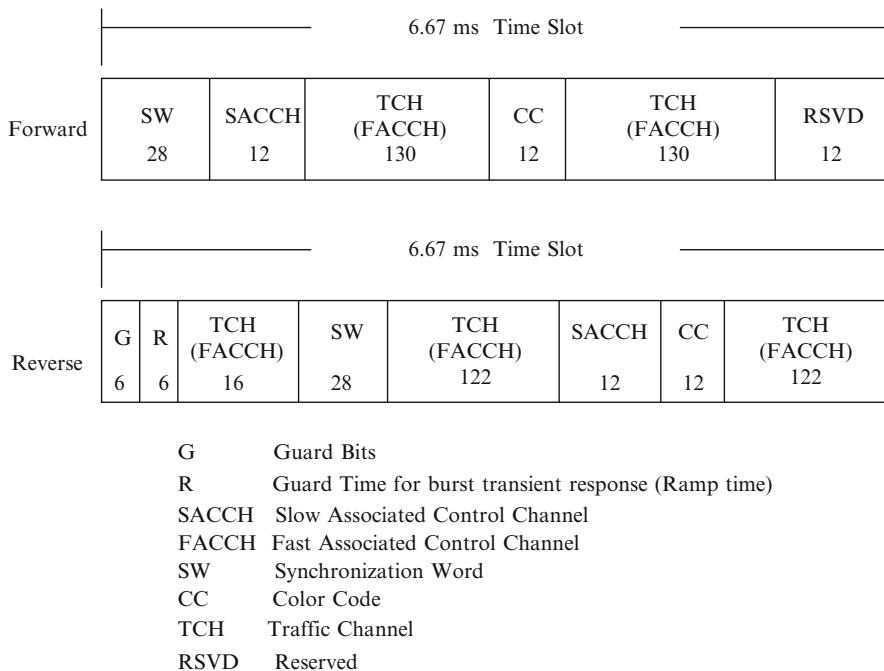 6.67 ms Time Slot
Forward
SW
28
SACCH
12
TCH
(FACCH)
130
CC
12
TCH
(FACCH)
130
RSVD
12
6.67 ms Time Slot
Reverse
G
6
R
6
TCH
(FACCH)
16
SW
28
TCH
(FACCH)
122
SACCH
12
CC
12
TCH
(FACCH)
122
G Guard Bits
R Guard Time for burst transient response (Ramp time)
SACCH Slow Associated Control Channel
FACCH Fast Associated Control Channel
SW Synchronization Word
CC Color Code
TCH Traffic Channel
RSVD Reserved